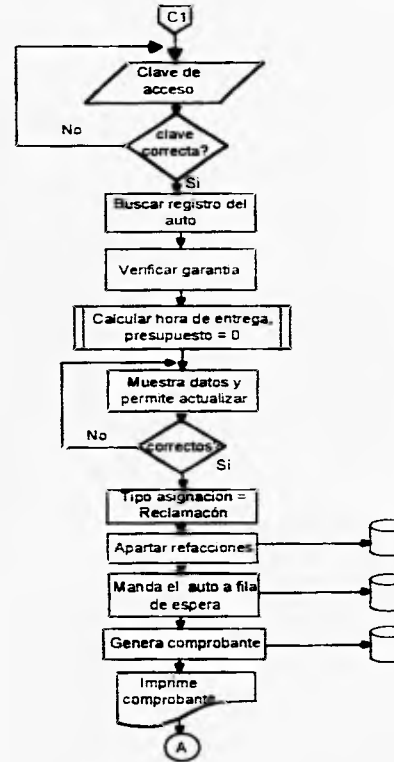 C1
Clave de
acceso
clave
correcta?
No
Si
Buscar registro del
auto
Verificar garantia
Calcular hora de entrega,
presupuesto = 0
Muestra datos y
permite actualizar
correctos?
No
Si
Tipo asignacion =
Reclamacón
Apartar refacciones
Manda el auto a fila
de espera
Genera comprobante
Imprime
comprobante
A